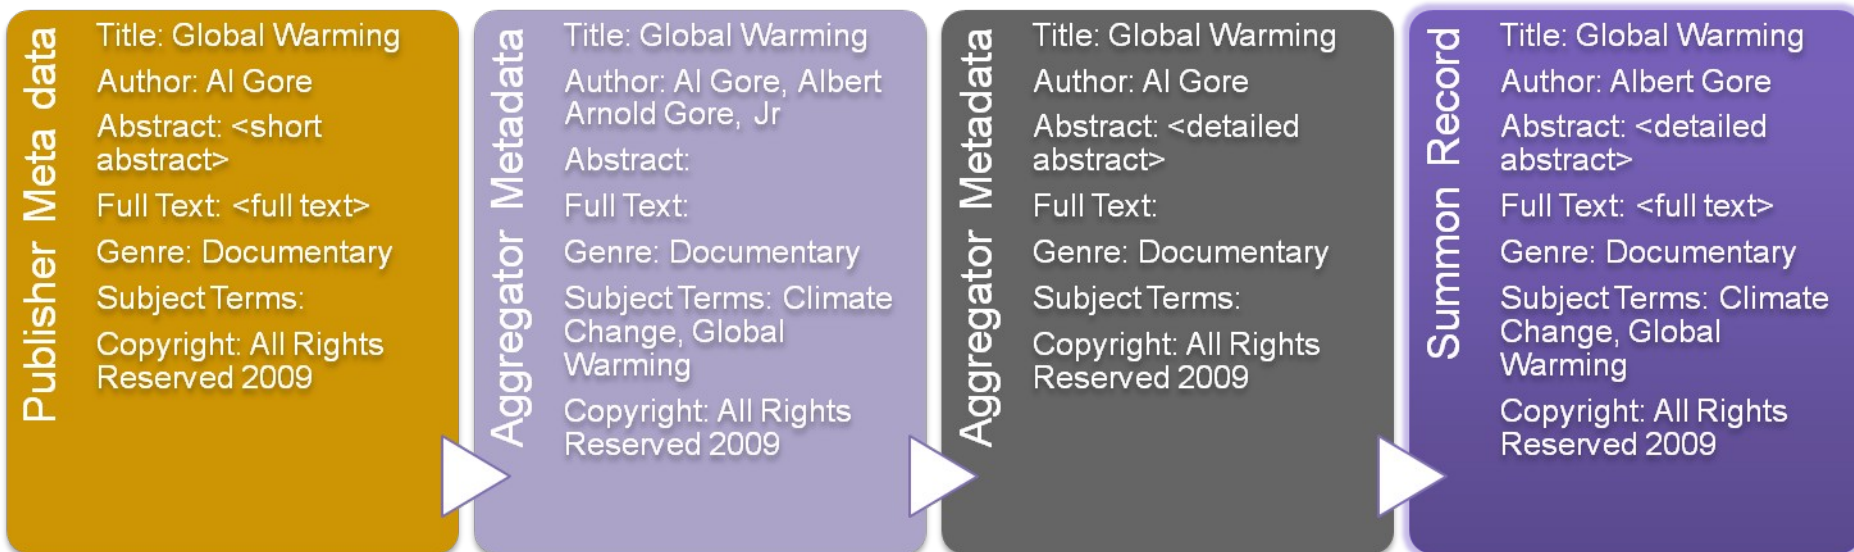 Publisher Meta data
Title: Global Warming
Author: Al Gore
Abstract: <short
abstract>
Full Text: <full text>
Genre: Documentary
Subject Terms:
Copyright: All Rights
Reserved 2009
Aggregator Metadata
Title: Global Warming
Author: Al Gore, Albert
Arnold Gore, Jr
Abstract:
Full Text:
Genre: Documentary
Subject Terms: Climate
Change, Global
Warming
Copyright: All Rights
Reserved 2009
Aggregator Metadata
Title: Global Warming
Author: Al Gore
Abstract: <detailed
abstract>
Full Text:
Genre: Documentary
Subject Terms:
Copyright: All Rights
Reserved 2009
Summon Record
Title: Global Warming
Author: Albert Gore
Abstract: <detailed
abstract>
Full Text: <full text>
Genre: Documentary
Subject Terms: Climate
Change, Global
Warming
Copyright: All Rights
Reserved 2009